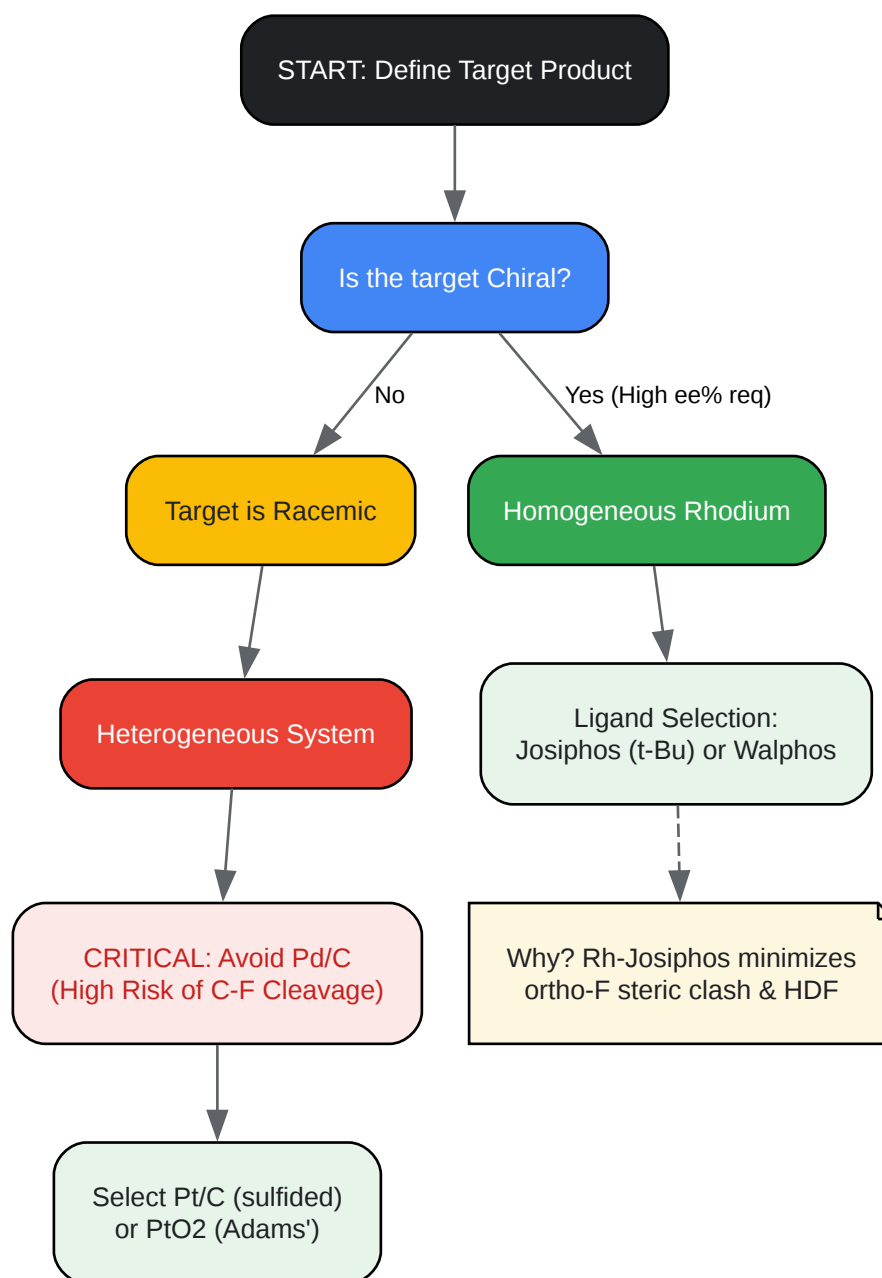 START: Define Target Product
Is the target Chiral?
No
Yes (High ee% req)
Target is Racemic
Homogeneous Rhodium
Heterogeneous System
Ligand Selection:
Josiphos (t-Bu) or Walphos
CRITICAL: Avoid Pd/C
(High Risk of C-F Cleavage)
Why? Rh-Josiphos minimizes
ortho-F steric clash & HDF
Select Pt/C (sulfided)
or PtO2 (Adams')